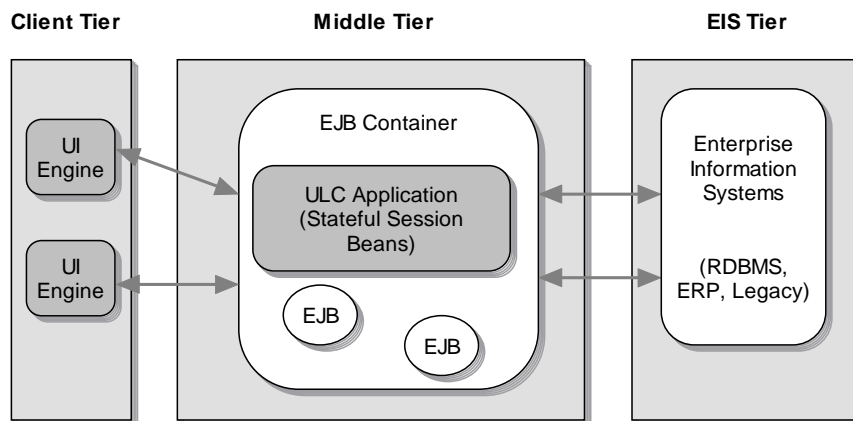 Client Tier
Middle Tier
EIS Tier
UI
Engine
UI
Engine
EJB Container
ULC Application
(Stateful Session
Beans)
EJB
EJB
Enterprise
Information
Systems
(RDBMS,
ERP, Legacy)